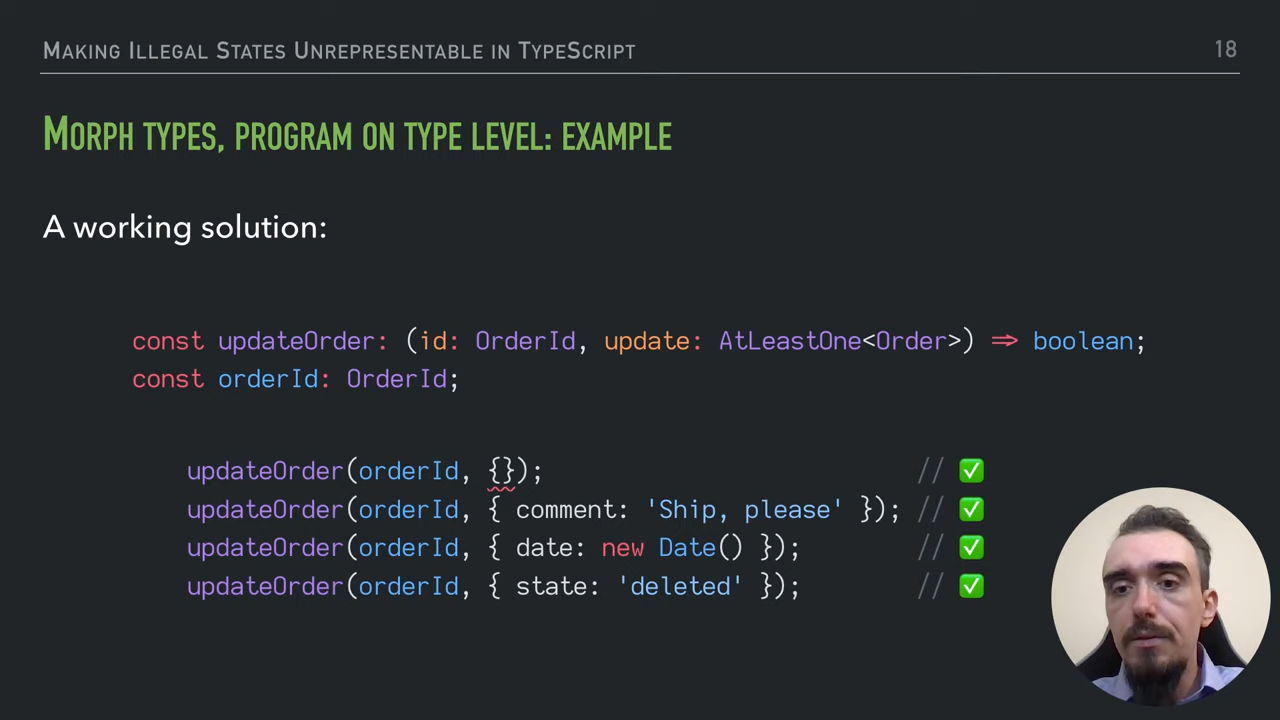 Making Illegal States Unrepresentable in TypeScript
18
Morph types, program on type level: example
A working solution:
const updateOrder: (id: OrderId, update: AtLeastOne<Order>) => boolean;
const orderId: OrderId;
updateOrder(orderId, {}); // ✅
updateOrder(orderId, { comment: 'Ship, please' }); // ✅
updateOrder(orderId, { date: new Date() }); // ✅
updateOrder(orderId, { state: 'deleted' }); // ✅